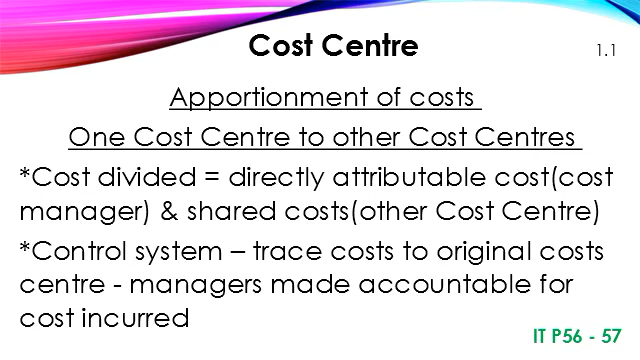 Cost Centre
1.1
Apportionment of costs
One Cost Centre to other Cost Centres
*Cost divided = directly attributable cost(cost
manager) & shared costs(other Cost Centre)
*Control system – trace costs to original costs
centre - managers made accountable for
cost incurred
IT P56 - 57